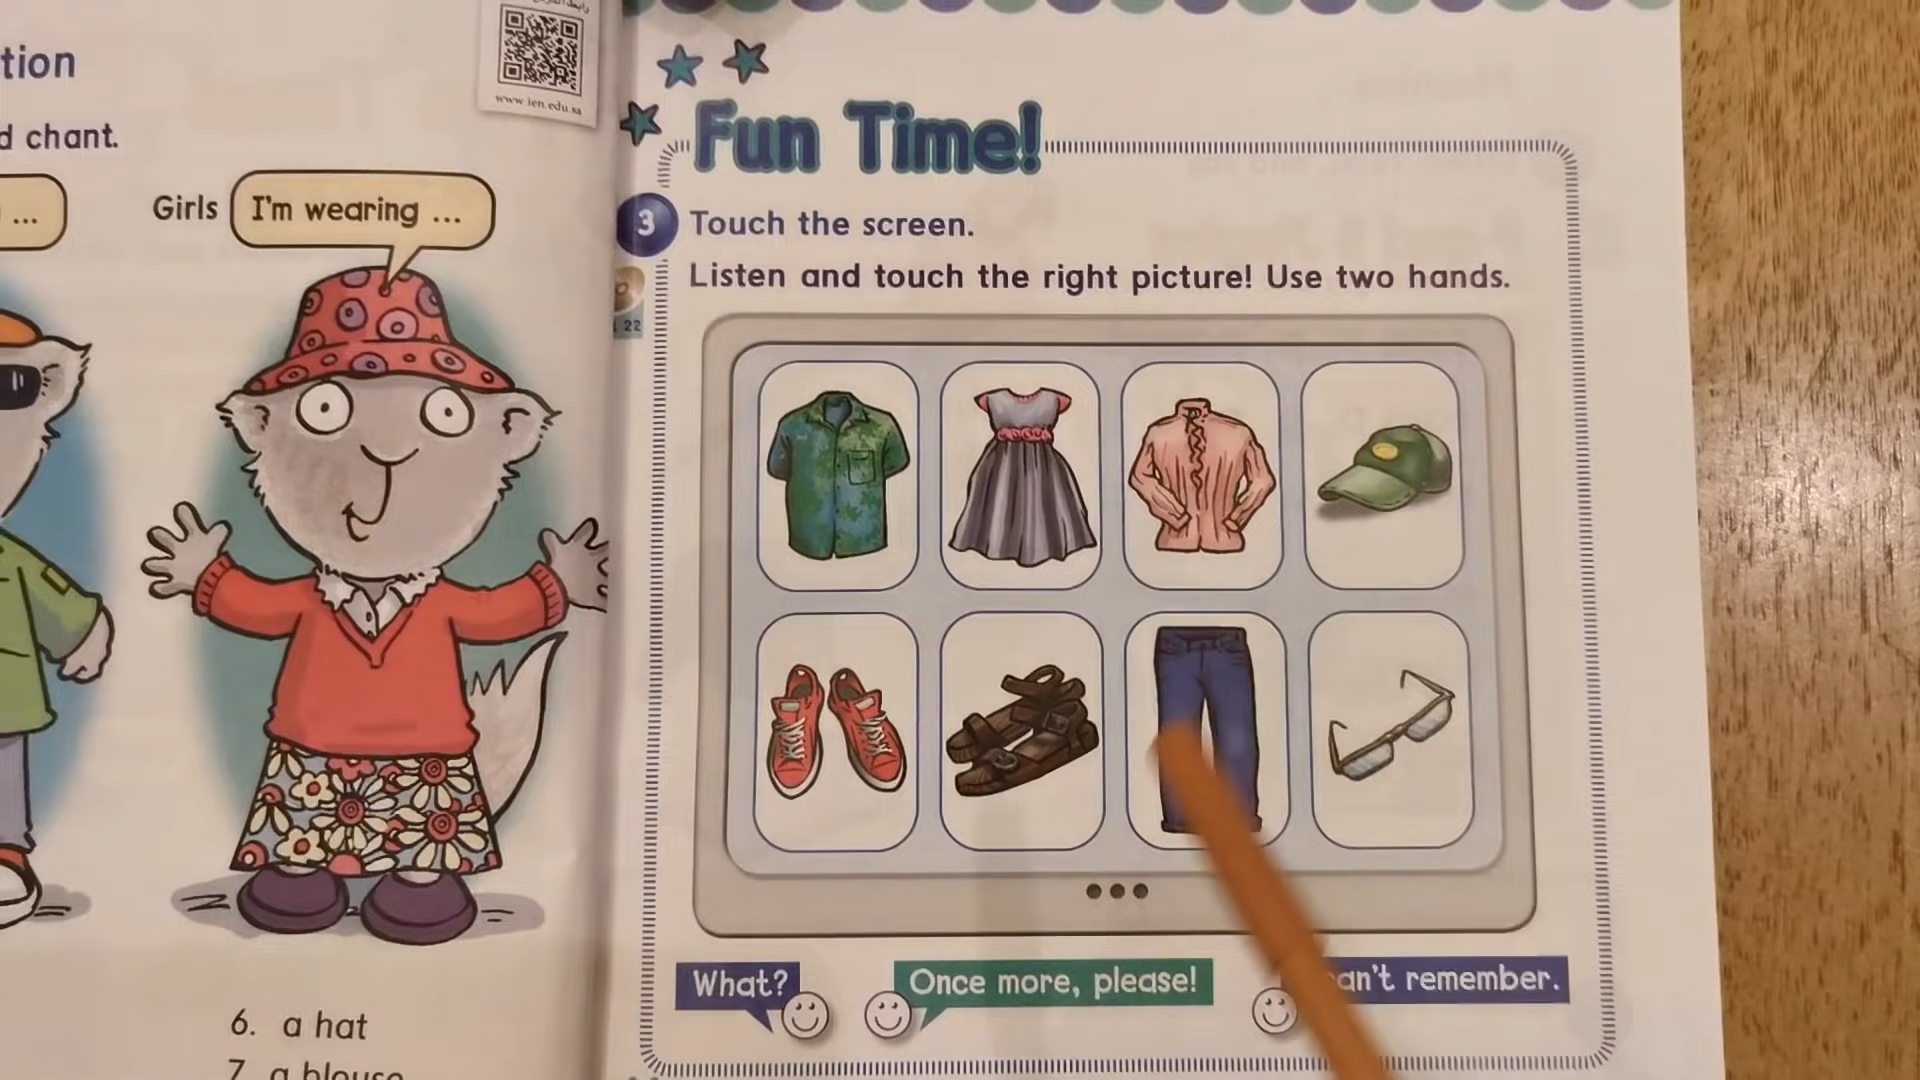 tion
d chant.
...
Girls
I'm wearing ...
6. a hat
7. a blouse
www.ien.edu.sa
Fun Time!
3 Touch the screen.
Listen and touch the right picture! Use two hands.
22
What?
Once more, please!
can't remember.